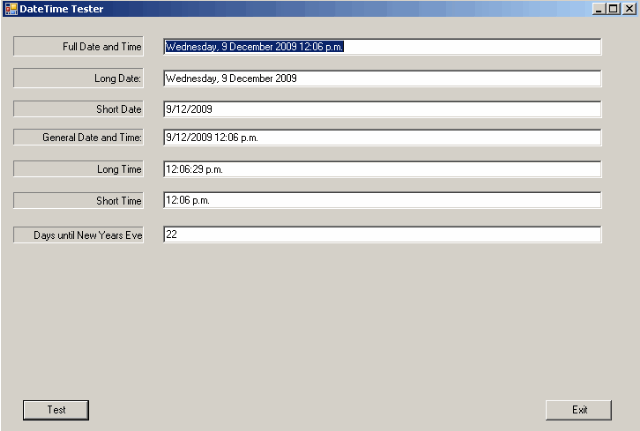 DateTime Tester
Full Date and Time Wednesday, 9 December 2009 12:06 p.m.
Long Date: Wednesday, 9 December 2009
Short Date 9/12/2009
General Date and Time: 9/12/2009 12:06 p.m.
Long Time 12:06:29 p.m.
Short Time 12:06 p.m.
Days until New Years Eve 22
Test Exit